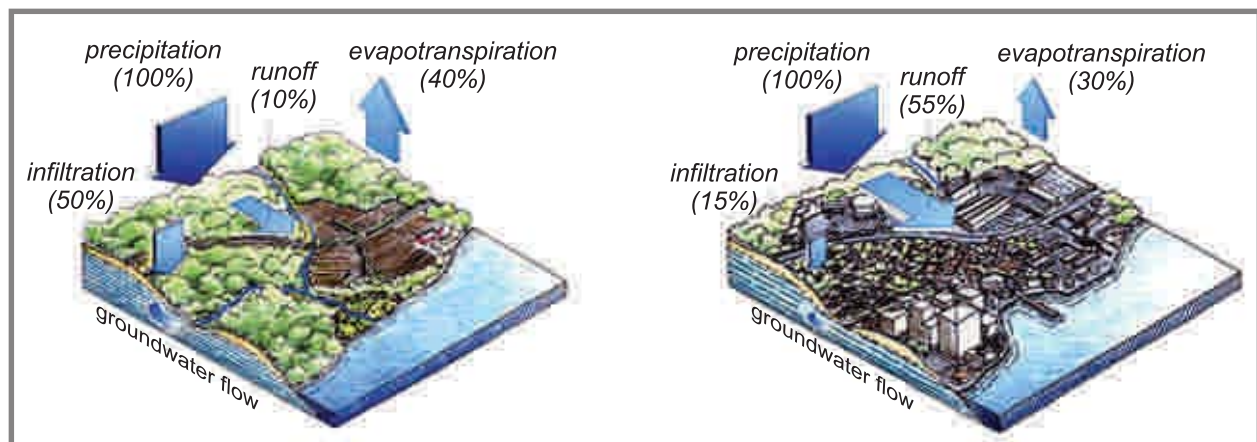 precipitation
(100%)
runoff
(10%)
evapotranspiration
(40%)
infiltration
(50%)
groundwater flow
precipitation
(100%)
runoff
(55%)
evapotranspiration
(30%)
infiltration
(15%)
groundwater flow